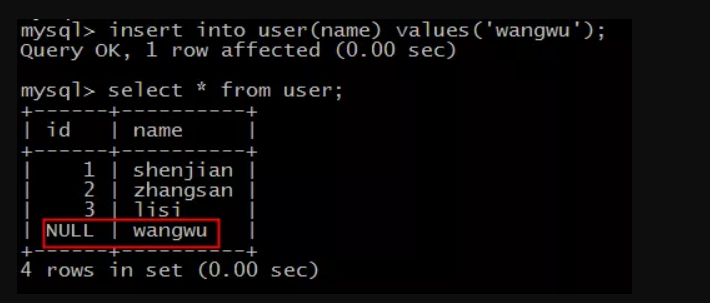 mysql> insert into user(name) values('wangwu');
Query OK, 1 row affected (0.00 sec)
mysql> select * from user;
+------+----------+
| id   | name     |
+------+----------+
|    1 | shenjian |
|    2 | zhangsan |
|    3 | lisi     |
| NULL | wangwu   |
+------+----------+
4 rows in set (0.00 sec)